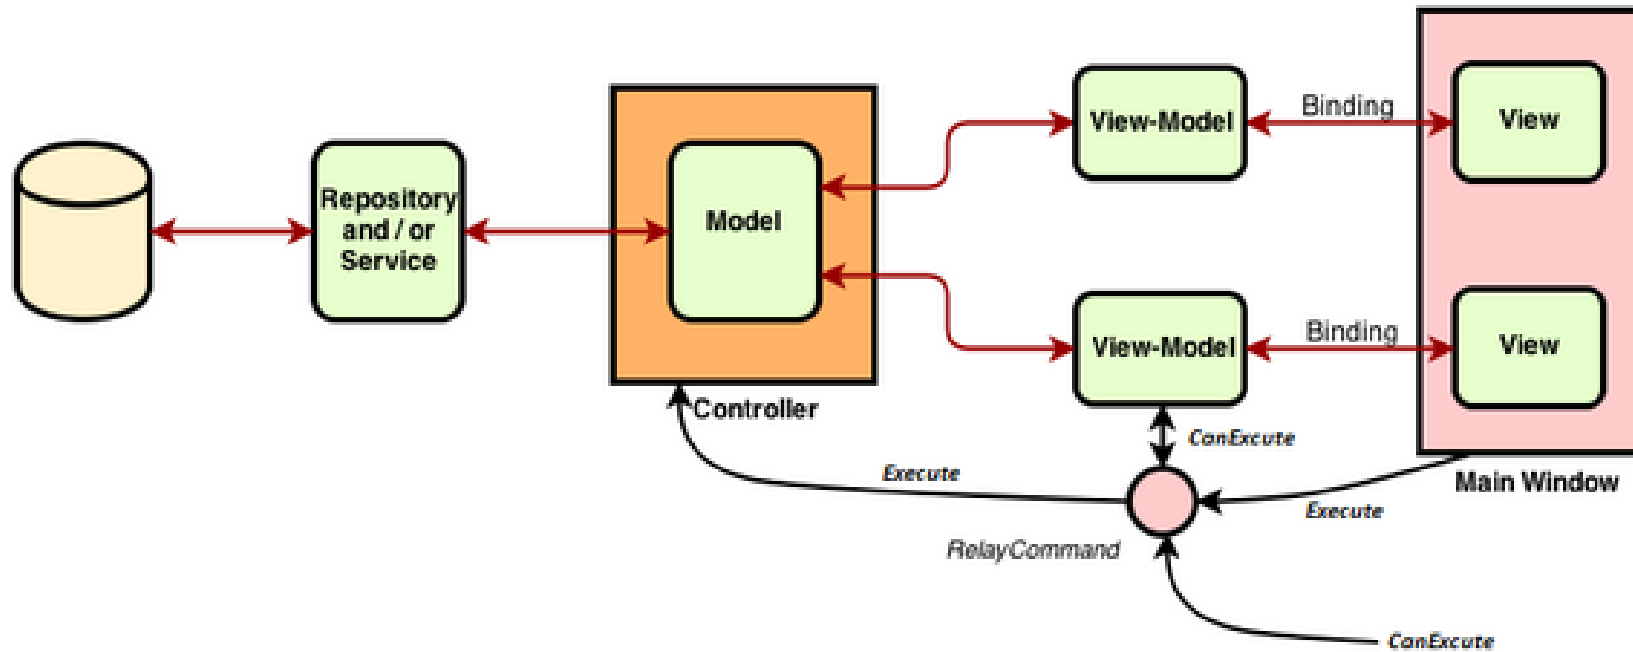 Repository
and / or
Service
Model
Controller
View-Model
Binding
View
View-Model
Binding
View
CanExcute
Main Window
Execute
Execute
RelayCommand
CanExcute